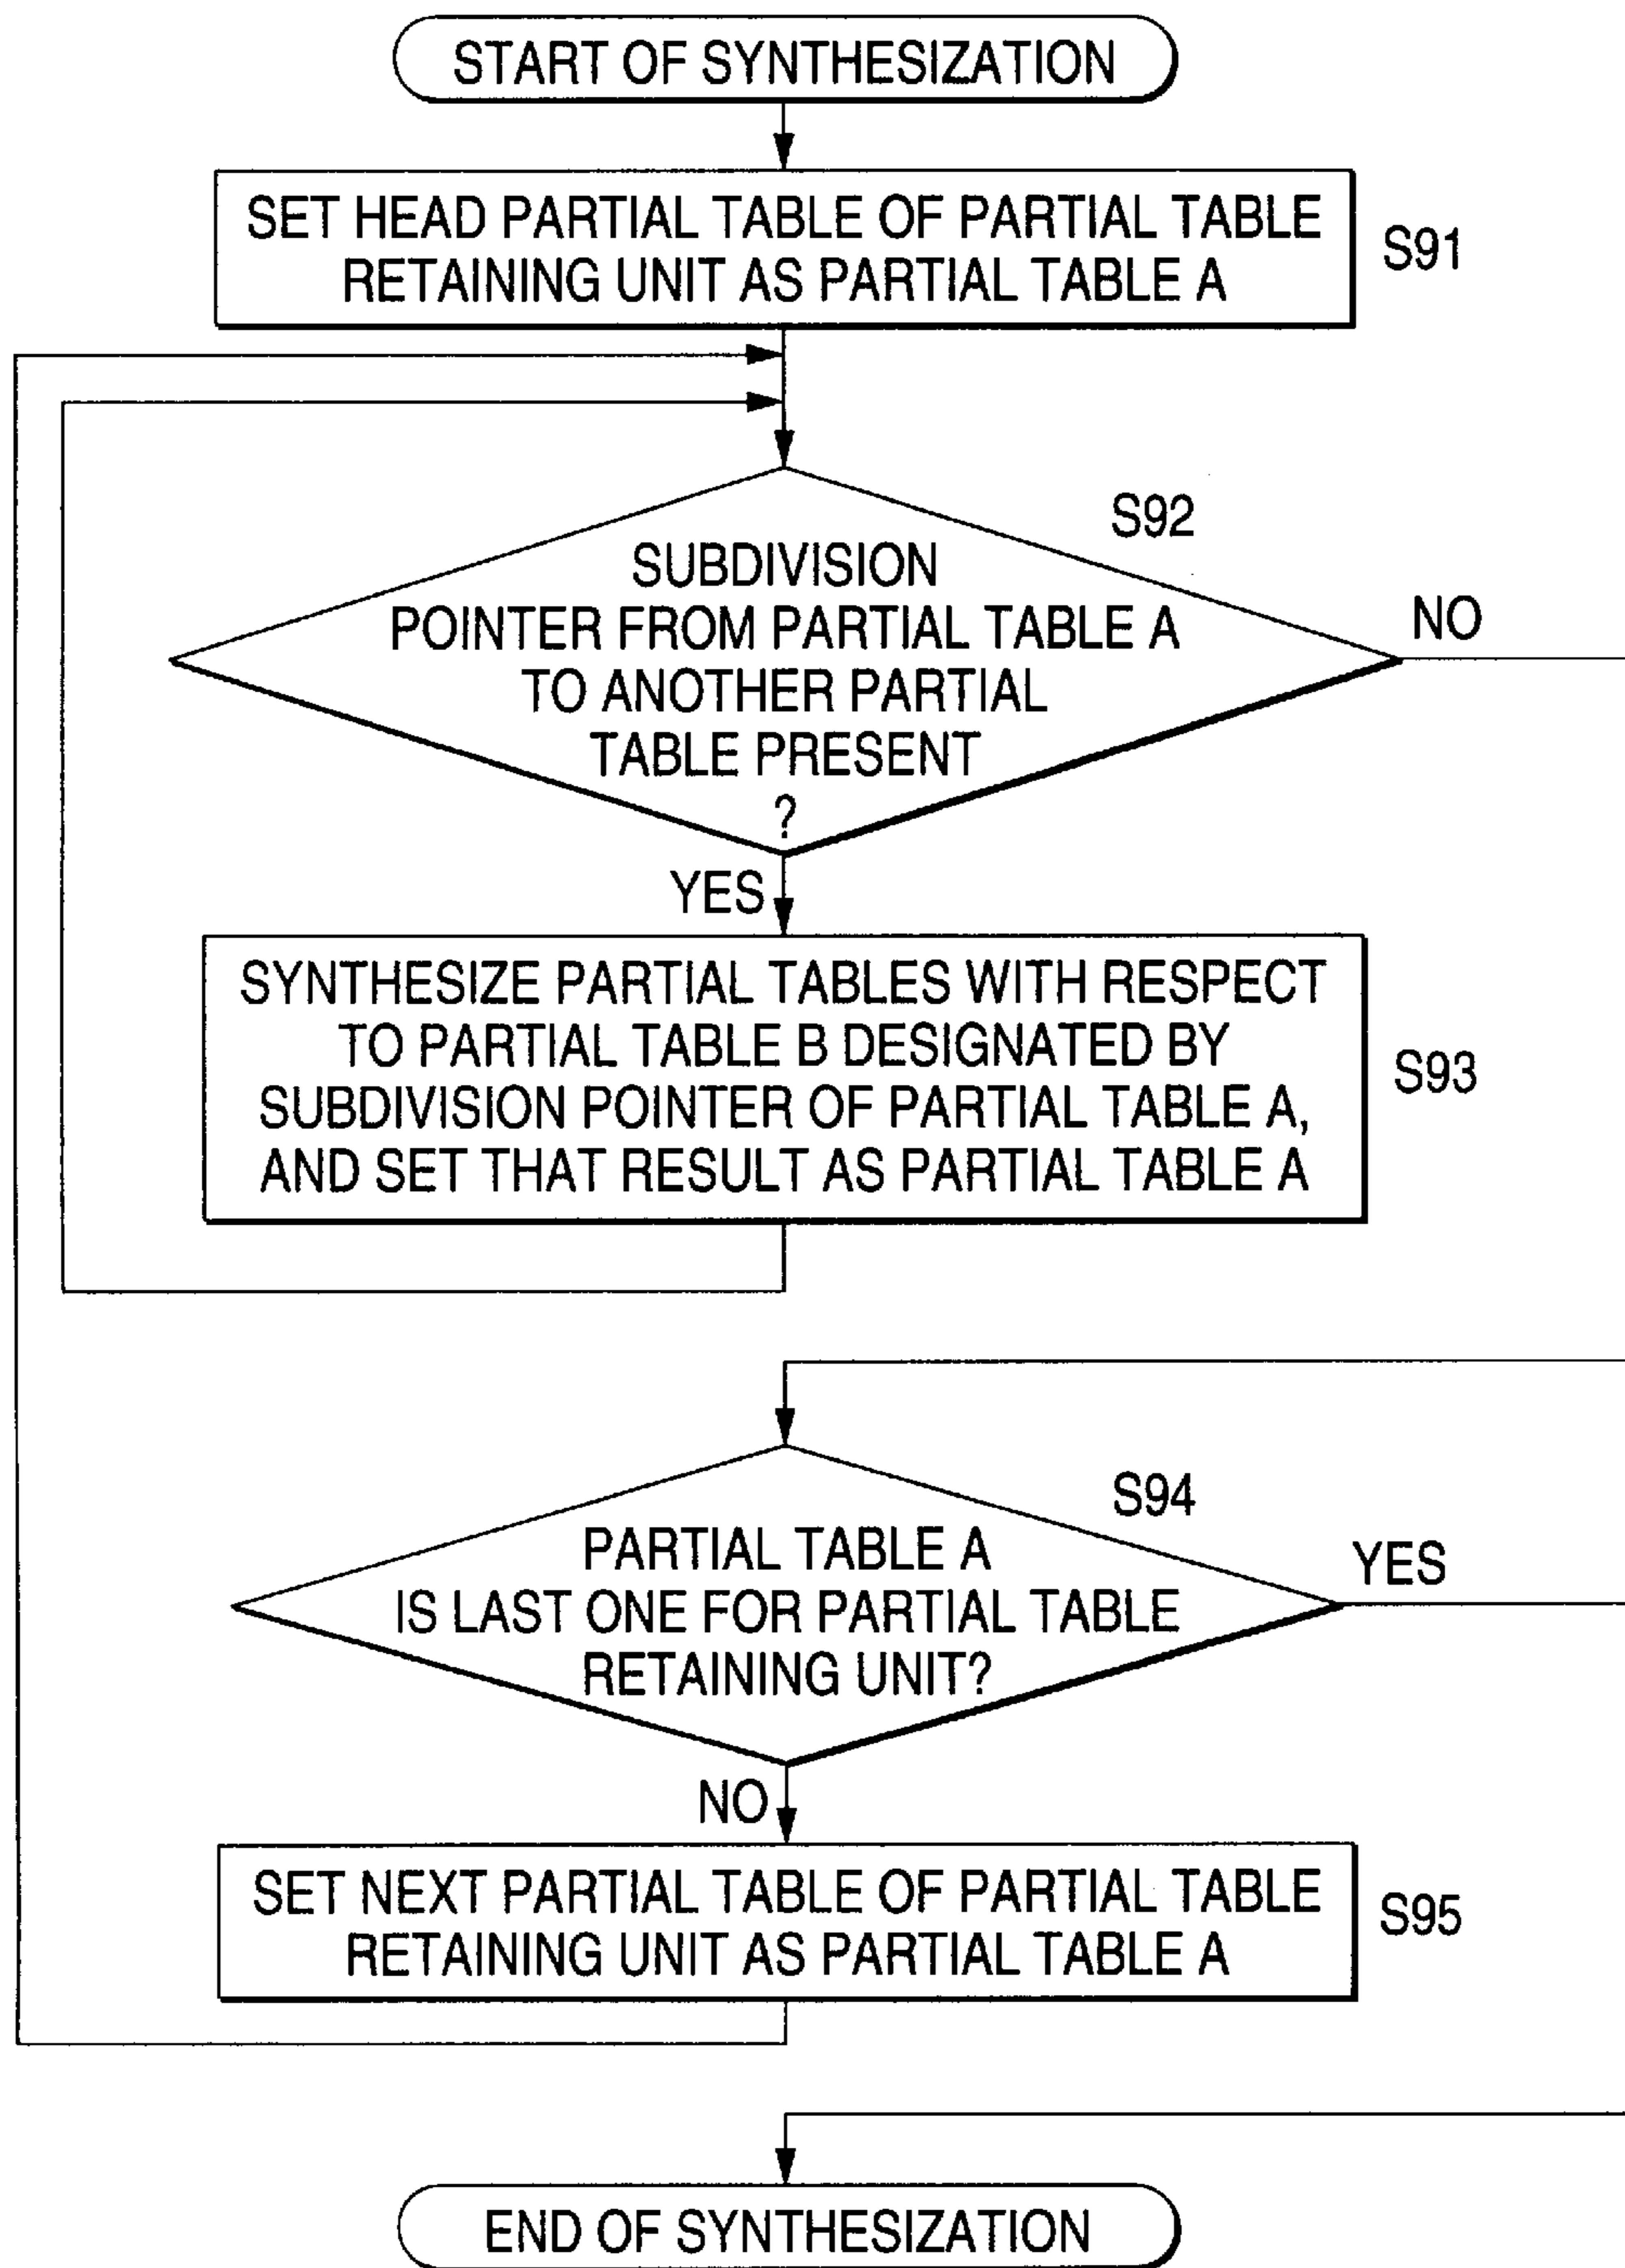 START OF SYNTHESIZATION
SET HEAD PARTIAL TABLE OF PARTIAL TABLE
RETAINING UNIT AS PARTIAL TABLE A
S91
S92
SUBDIVISION
POINTER FROM PARTIAL TABLE A
TO ANOTHER PARTIAL
TABLE PRESENT
?
NO
YES
SYNTHESIZE PARTIAL TABLES WITH RESPECT
TO PARTIAL TABLE B DESIGNATED BY
SUBDIVISION POINTER OF PARTIAL TABLE A,
AND SET THAT RESULT AS PARTIAL TABLE A
S93
S94
PARTIAL TABLE A
IS LAST ONE FOR PARTIAL TABLE
RETAINING UNIT?
YES
NO
SET NEXT PARTIAL TABLE OF PARTIAL TABLE
RETAINING UNIT AS PARTIAL TABLE A
S95
END OF SYNTHESIZATION